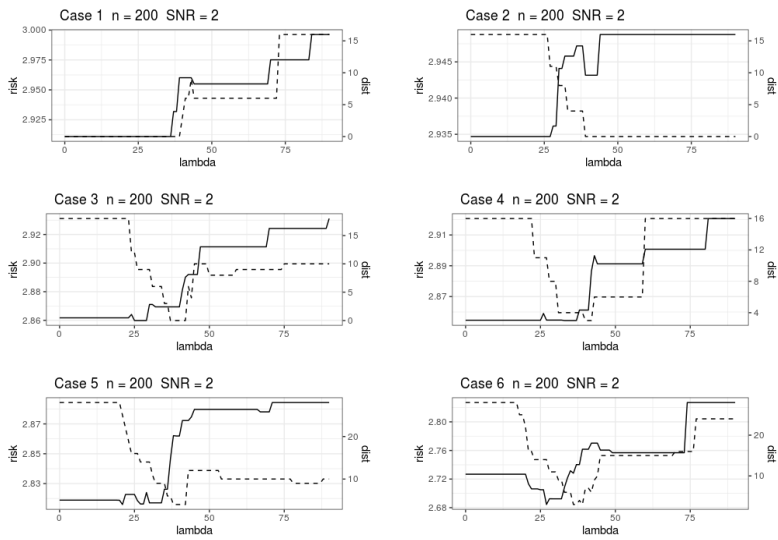 Case 1 n = 200 SNR = 2
3.000
2.975
2.950
2.925
risk
15
10
5
0
dist
0 25 50 75
lambda
Case 2 n = 200 SNR = 2
2.945
2.940
2.935
risk
15
10
5
0
dist
0 25 50 75
lambda
Case 3 n = 200 SNR = 2
2.92
2.90
2.88
2.86
risk
15
10
5
0
dist
0 25 50 75
lambda
Case 4 n = 200 SNR = 2
2.91
2.89
2.87
risk
16
12
8
4
dist
0 25 50 75
lambda
Case 5 n = 200 SNR = 2
2.87
2.85
2.83
risk
20
10
dist
0 25 50 75
lambda
Case 6 n = 200 SNR = 2
2.80
2.76
2.72
2.68
risk
20
10
dist
0 25 50 75
lambda